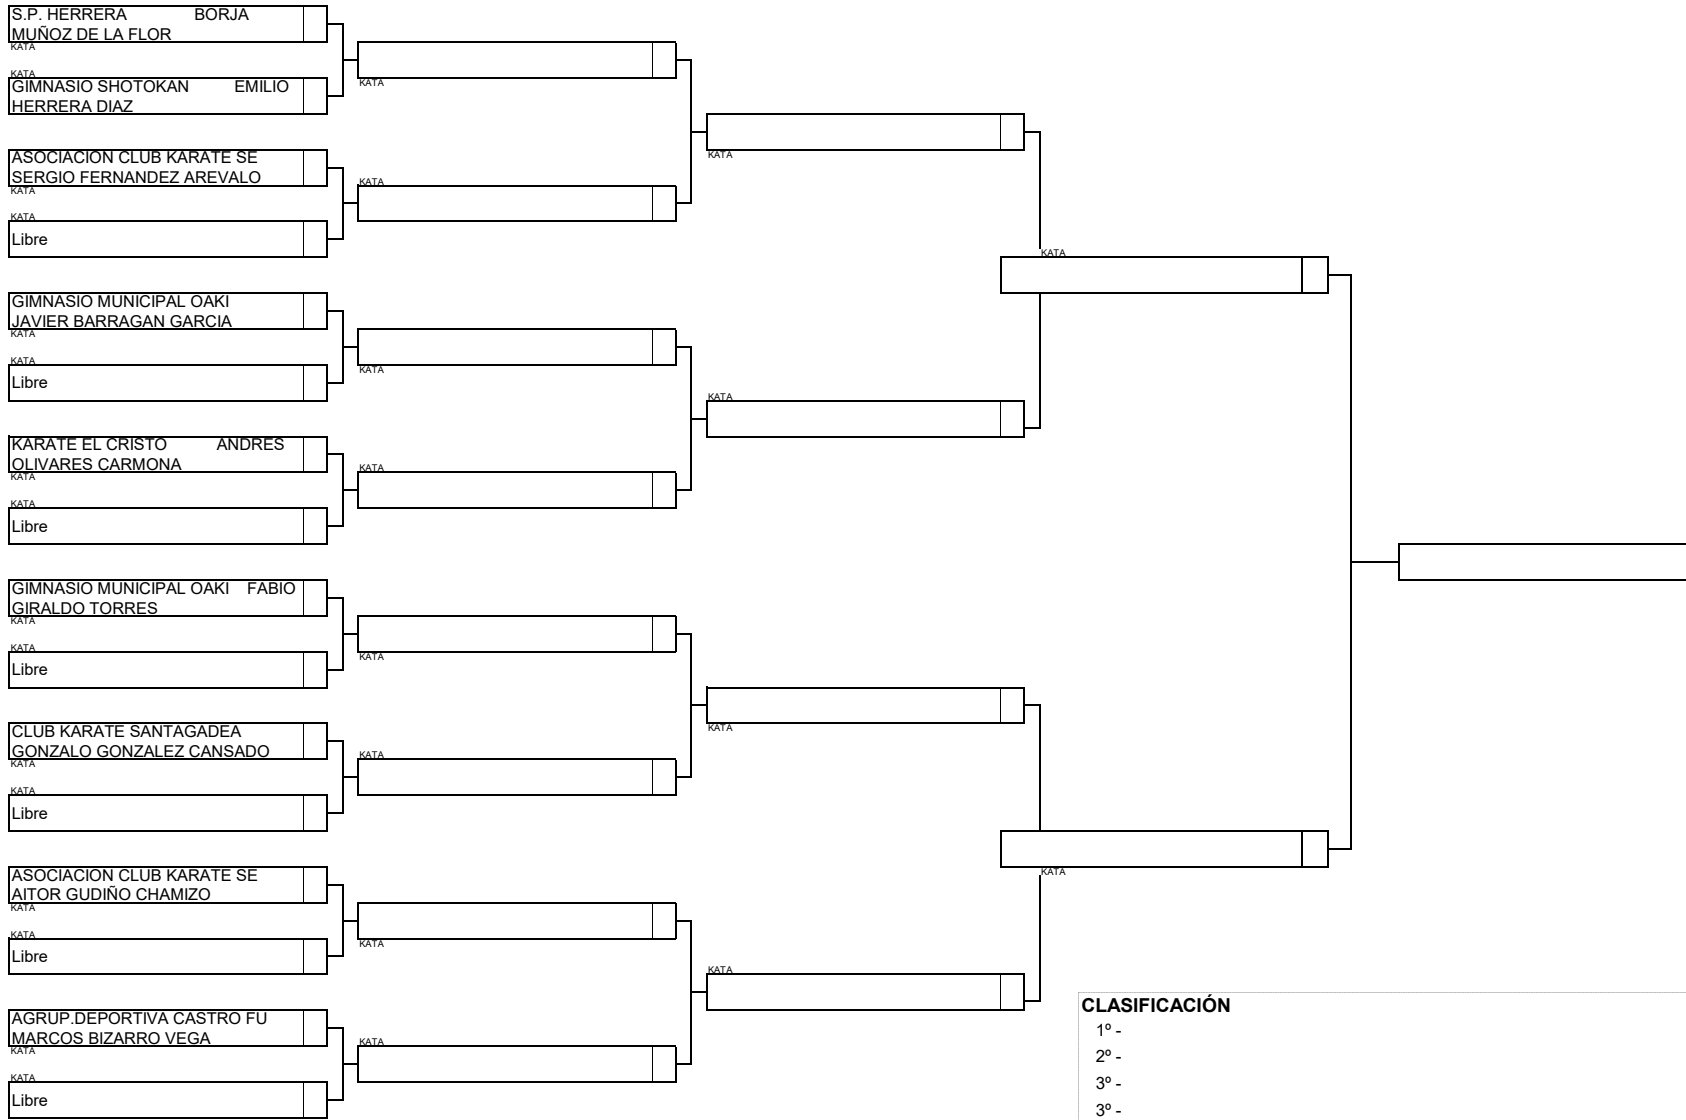 S.P. HERRERA BORJA
MUÑOZ DE LA FLOR
KATA
KATA
GIMNASIO SHOTOKAN EMILIO
HERRERA DIAZ
ASOCIACION CLUB KARATE SE
SERGIO FERNANDEZ AREVALO
KATA
KATA
Libre
GIMNASIO MUNICIPAL OAKI
JAVIER BARRAGAN GARCIA
KATA
KATA
Libre
KARATE EL CRISTO ANDRES
OLIVARES CARMONA
KATA
KATA
Libre
GIMNASIO MUNICIPAL OAKI FABIO
GIRALDO TORRES
KATA
KATA
Libre
CLUB KARATE SANTAGADEA
GONZALO GONZALEZ CANSADO
KATA
KATA
Libre
ASOCIACION CLUB KARATE SE
AITOR GUDIÑO CHAMIZO
KATA
KATA
Libre
AGRUP.DEPORTIVA CASTRO FU
MARCOS BIZARRO VEGA
KATA
KATA
Libre
KATA
KATA
KATA
KATA
KATA
KATA
KATA
KATA
KATA
KATA
KATA
KATA
KATA
KATA
CLASIFICACIÓN
1º -
2º -
3º -
3º -